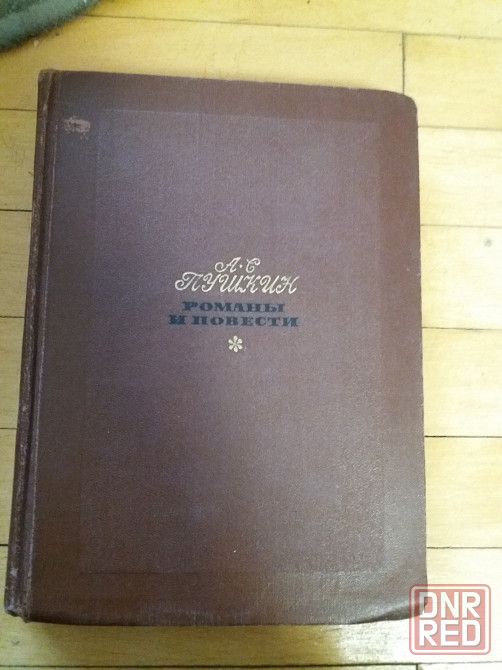 А·С
ПУШКИН
РОМАНЫ
И ПОВЕСТИ
DNR
RED